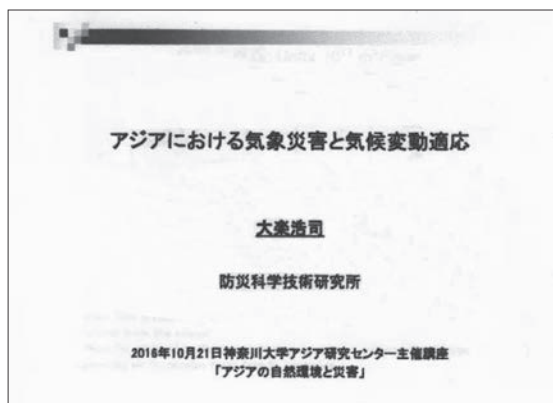 アジアにおける気象災害と気候変動適応
大楽浩司
防災科学技術研究所
2016年10月21日神奈川大学アジア研究センター主催講座
「アジアの自然環境と災害」